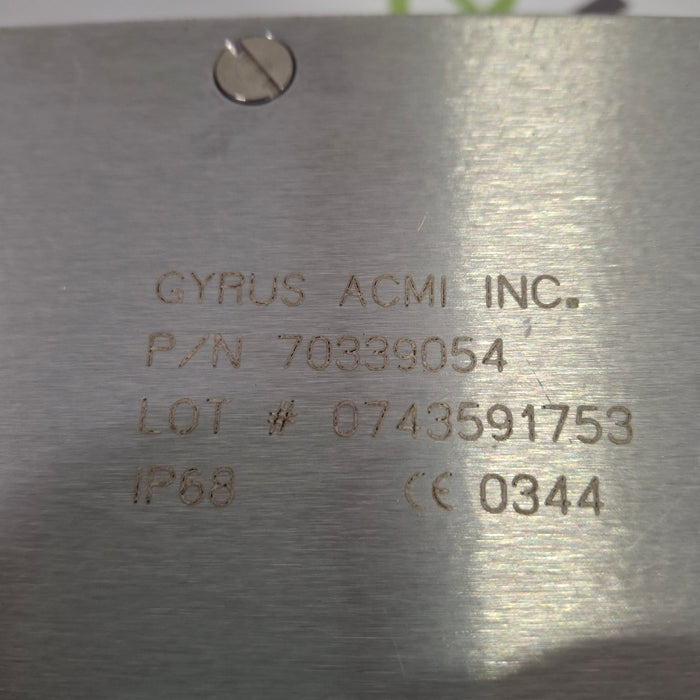 GYRUS ACMI INC.
P/N 70339054
LOT # 0743591753
IP68 CE 0344